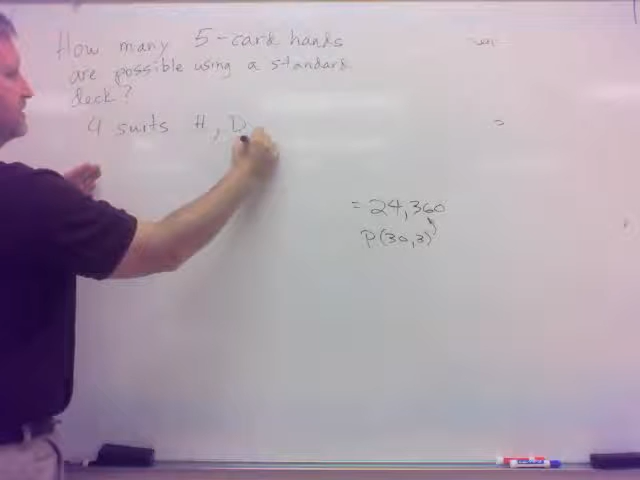 How many 5-card hands
are possible using a standard
deck?
4 suits H, D
= 24,360
P(30,3)
=